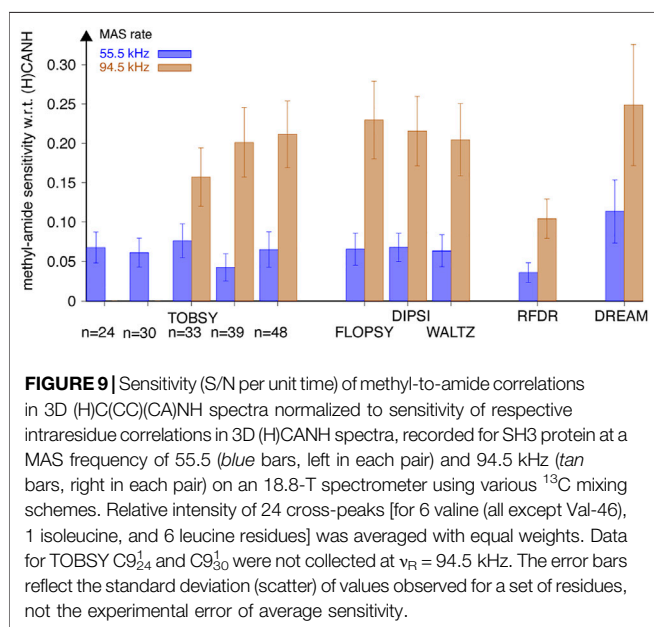 MAS rate
55.5 kHz
94.5 kHz
methyl-amide sensitivity w.r.t. (H)CANH
0.30
0.25
0.20
0.15
0.10
0.05
0
TOBSY
n=24 n=30 n=33 n=39 n=48
DIPSI
FLOPSY WALTZ
RFDR
DREAM
FIGURE 9 | Sensitivity (S/N per unit time) of methyl-to-amide correlations
in 3D (H)C(CC)(CA)NH spectra normalized to sensitivity of respective
intraresidue correlations in 3D (H)CANH spectra, recorded for SH3 protein at a
MAS frequency of 55.5 (blue bars, left in each pair) and 94.5 kHz (tan
bars, right in each pair) on an 18.8-T spectrometer using various ¹³C mixing
schemes. Relative intensity of 24 cross-peaks [for 6 valine (all except Val-46),
1 isoleucine, and 6 leucine residues] was averaged with equal weights. Data
for TOBSY C9¹₂₄ and C9¹₃₀ were not collected at νR = 94.5 kHz. The error bars
reflect the standard deviation (scatter) of values observed for a set of residues,
not the experimental error of average sensitivity.